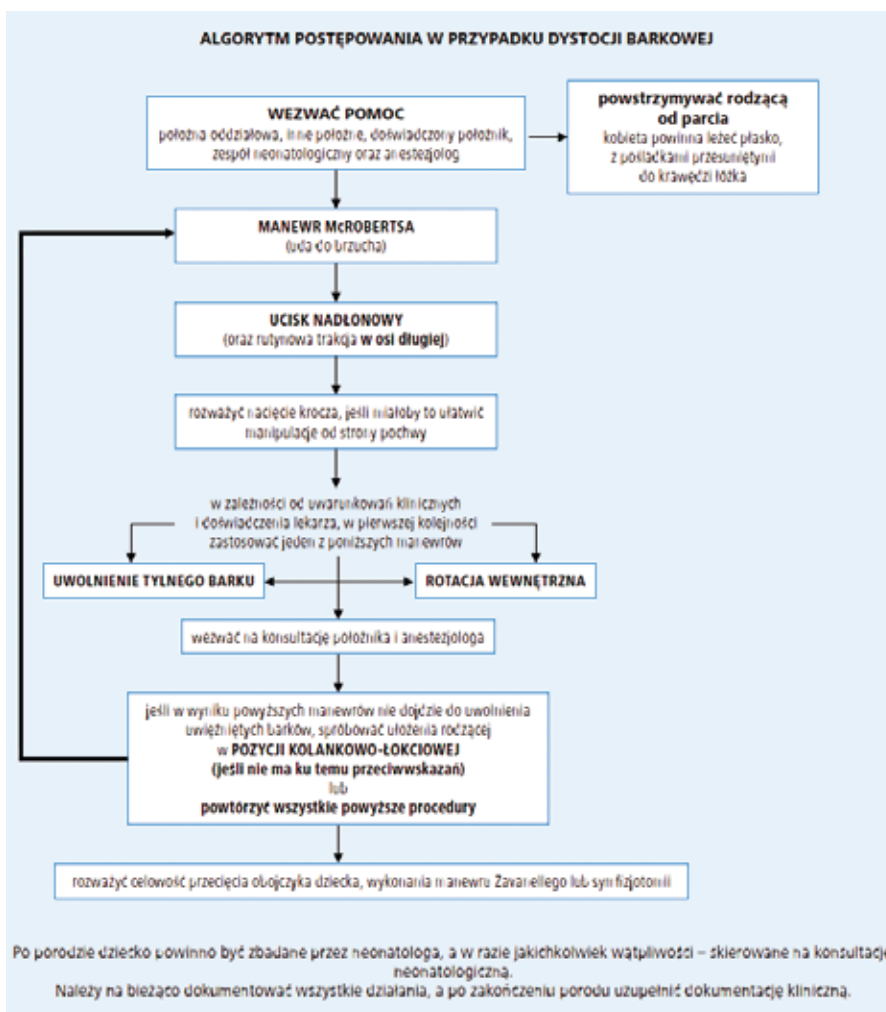 ALGORYTM POSTĘPOWANIA W PRZYPADKU DYSTOCJI BARKOWEJ
WEZWAĆ POMOC
położna oddziałowa, inne położne, doświadczony położnik,
zespół neonatologiczny oraz anestezjolog
powstrzymywać rodzącą
od parcia
kobieta powinna leżeć płasko,
z pośladkami przesuniętymi
do krawędzi łóżka
MANEWR McROBERTSA
(uda do brzucha)
UCISK NADŁONOWY
(oraz rutynowa trakcja w osi długiej)
rozważyć nacięcie krocza, jeśli miałoby to ułatwić
manipulacje od strony pochwy
w zależności od uwarunkowań klinicznych
i doświadczenia lekarza, w pierwszej kolejności
zastosować jeden z poniższych manewrów
UWOLNIENIE TYLNEGO BARKU
ROTACJA WEWNĘTRZNA
wezwać na konsultację położnika i anestezjologa
jeśli w wyniku powyższych manewrów nie dojdzie do uwolnienia
uwięźniętych barków, spróbować ułożenia rodzącej
w POZYCJI KOLANKOWO-ŁOKCIOWEJ
(jeśli nie ma ku temu przeciwwskazań)
lub
powtórzyć wszystkie powyższe procedury
rozważyć celowość przecięcia obojczyka dziecka, wykonania manewru Zavanellego lub symfizjotomii
Po porodzie dziecko powinno być zbadane przez neonatologa, a w razie jakichkolwiek wątpliwości – skierowane na konsultację
neonatologiczną.
Należy na bieżąco dokumentować wszystkie działania, a po zakończeniu porodu uzupełnić dokumentację kliniczną.